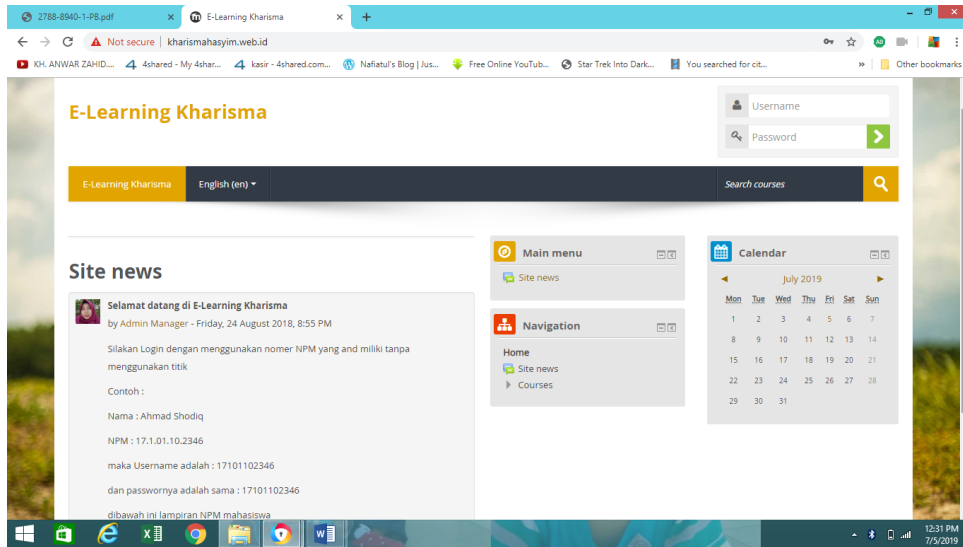 2788-8940-1-PB.pdf
E-Learning Kharisma
Not secure | kharismahasyim.web.id
KH. ANWAR ZAHID....
4shared - My 4shar...
kasir - 4shared.com...
Nafiatul's Blog | Jus...
Free Online YouTub...
Star Trek Into Dark...
You searched for cit...
Other bookmarks
E-Learning Kharisma
Username
Password
E-Learning Kharisma
English (en)
Search courses
Site news
Selamat datang di E-Learning Kharisma
by Admin Manager - Friday, 24 August 2018, 8:55 PM
Silakan Login dengan menggunakan nomer NPM yang and miliki tanpa
menggunakan titik
Contoh :
Nama : Ahmad Shodiq
NPM : 17.1.01.10.2346
maka Username adalah : 17101102346
dan passwornya adalah sama : 17101102346
dibawah ini lampiran NPM mahasiswa
Main menu
Site news
Navigation
Home
Site news
Courses
Calendar
July 2019
Mon Tue Wed Thu Fri Sat Sun
1 2 3 4 5 6 7
8 9 10 11 12 13 14
15 16 17 18 19 20 21
22 23 24 25 26 27 28
29 30 31
12:31 PM
7/5/2019